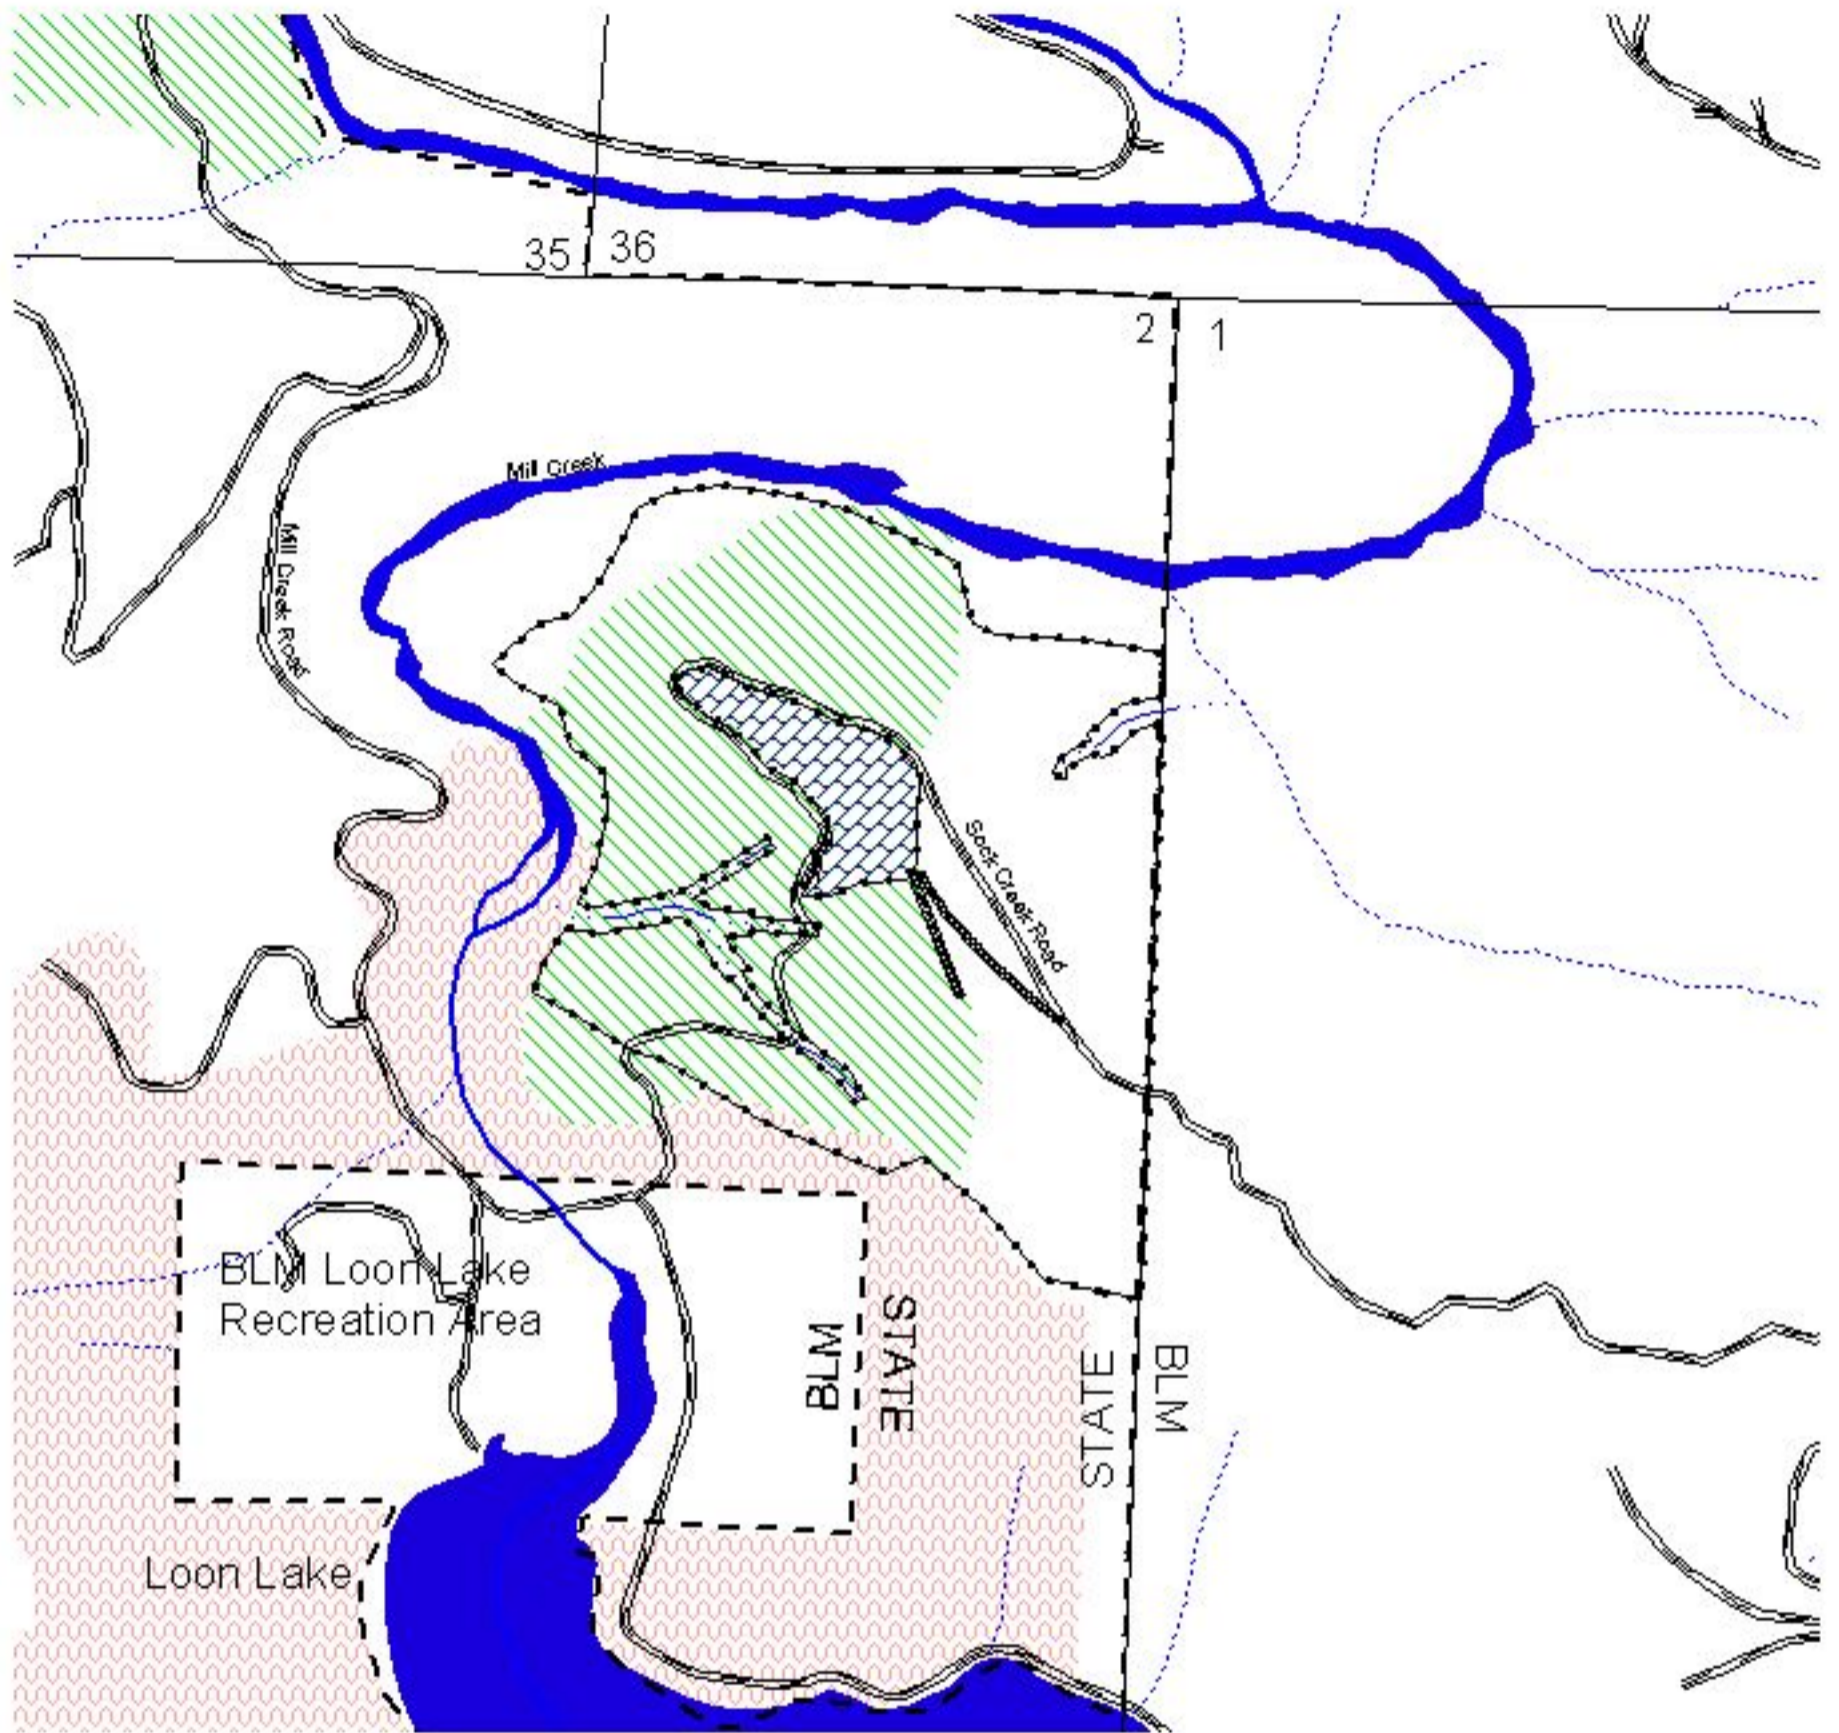 35 36
2 1
Mill Creek
Mill Creek Road
Sock Creek Road
BLM Loon Lake
Recreation Area
BLM
STATE
STATE
BLM
Loon Lake